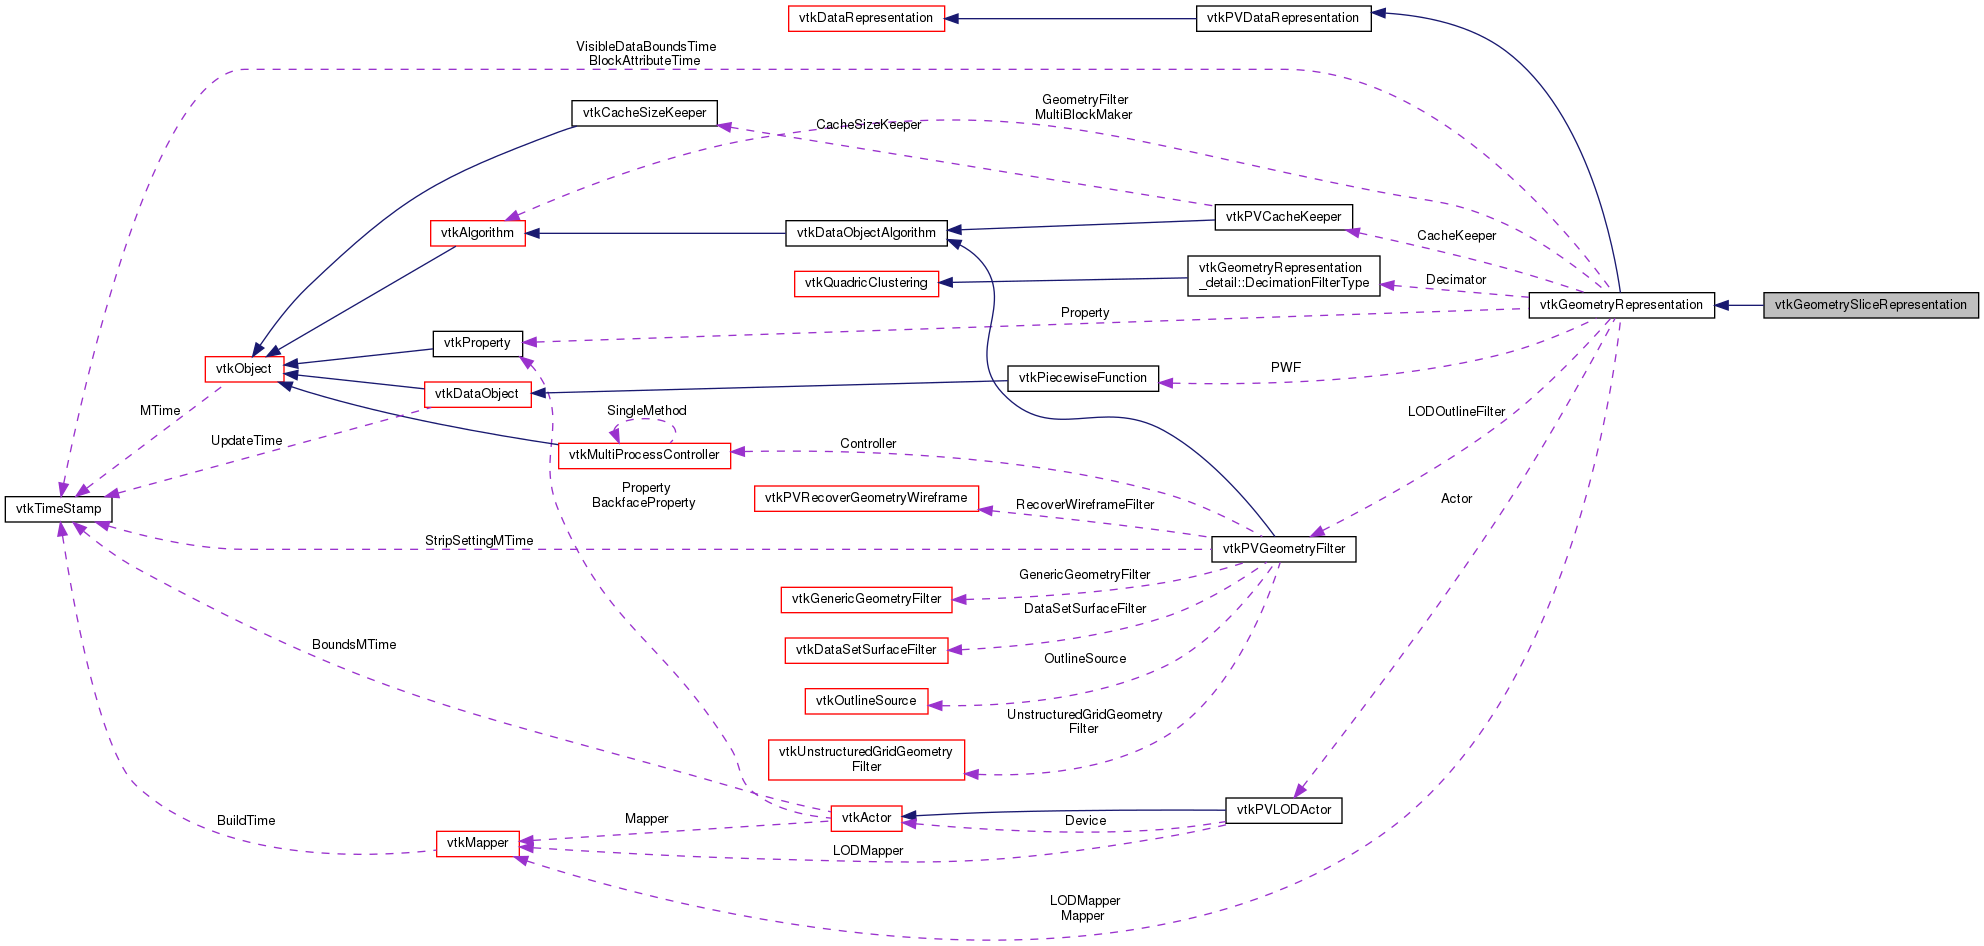 vtkDataRepresentation
vtkPVDataRepresentation
VisibleDataBoundsTime
BlockAttributeTime
vtkCacheSizeKeeper
GeometryFilter
MultiBlockMaker
CacheSizeKeeper
vtkPVCacheKeeper
vtkAlgorithm
vtkDataObjectAlgorithm
CacheKeeper
vtkGeometryRepresentation
_detail::DecimationFilterType
vtkQuadricClustering
Decimator
vtkGeometryRepresentation
vtkGeometrySliceRepresentation
Property
vtkProperty
vtkObject
PWF
vtkPiecewiseFunction
vtkDataObject
MTime
SingleMethod
LODOutlineFilter
UpdateTime
Controller
vtkMultiProcessController
Property
BackfaceProperty
vtkPVRecoverGeometryWireframe
RecoverWireframeFilter
Actor
vtkTimeStamp
StripSettingMTime
vtkPVGeometryFilter
GenericGeometryFilter
vtkGenericGeometryFilter
DataSetSurfaceFilter
BoundsMTime
vtkDataSetSurfaceFilter
OutlineSource
vtkOutlineSource
UnstructuredGridGeometry
Filter
vtkUnstructuredGridGeometry
Filter
vtkPVLODActor
BuildTime
Mapper
vtkActor
Device
vtkMapper
LODMapper
LODMapper
Mapper